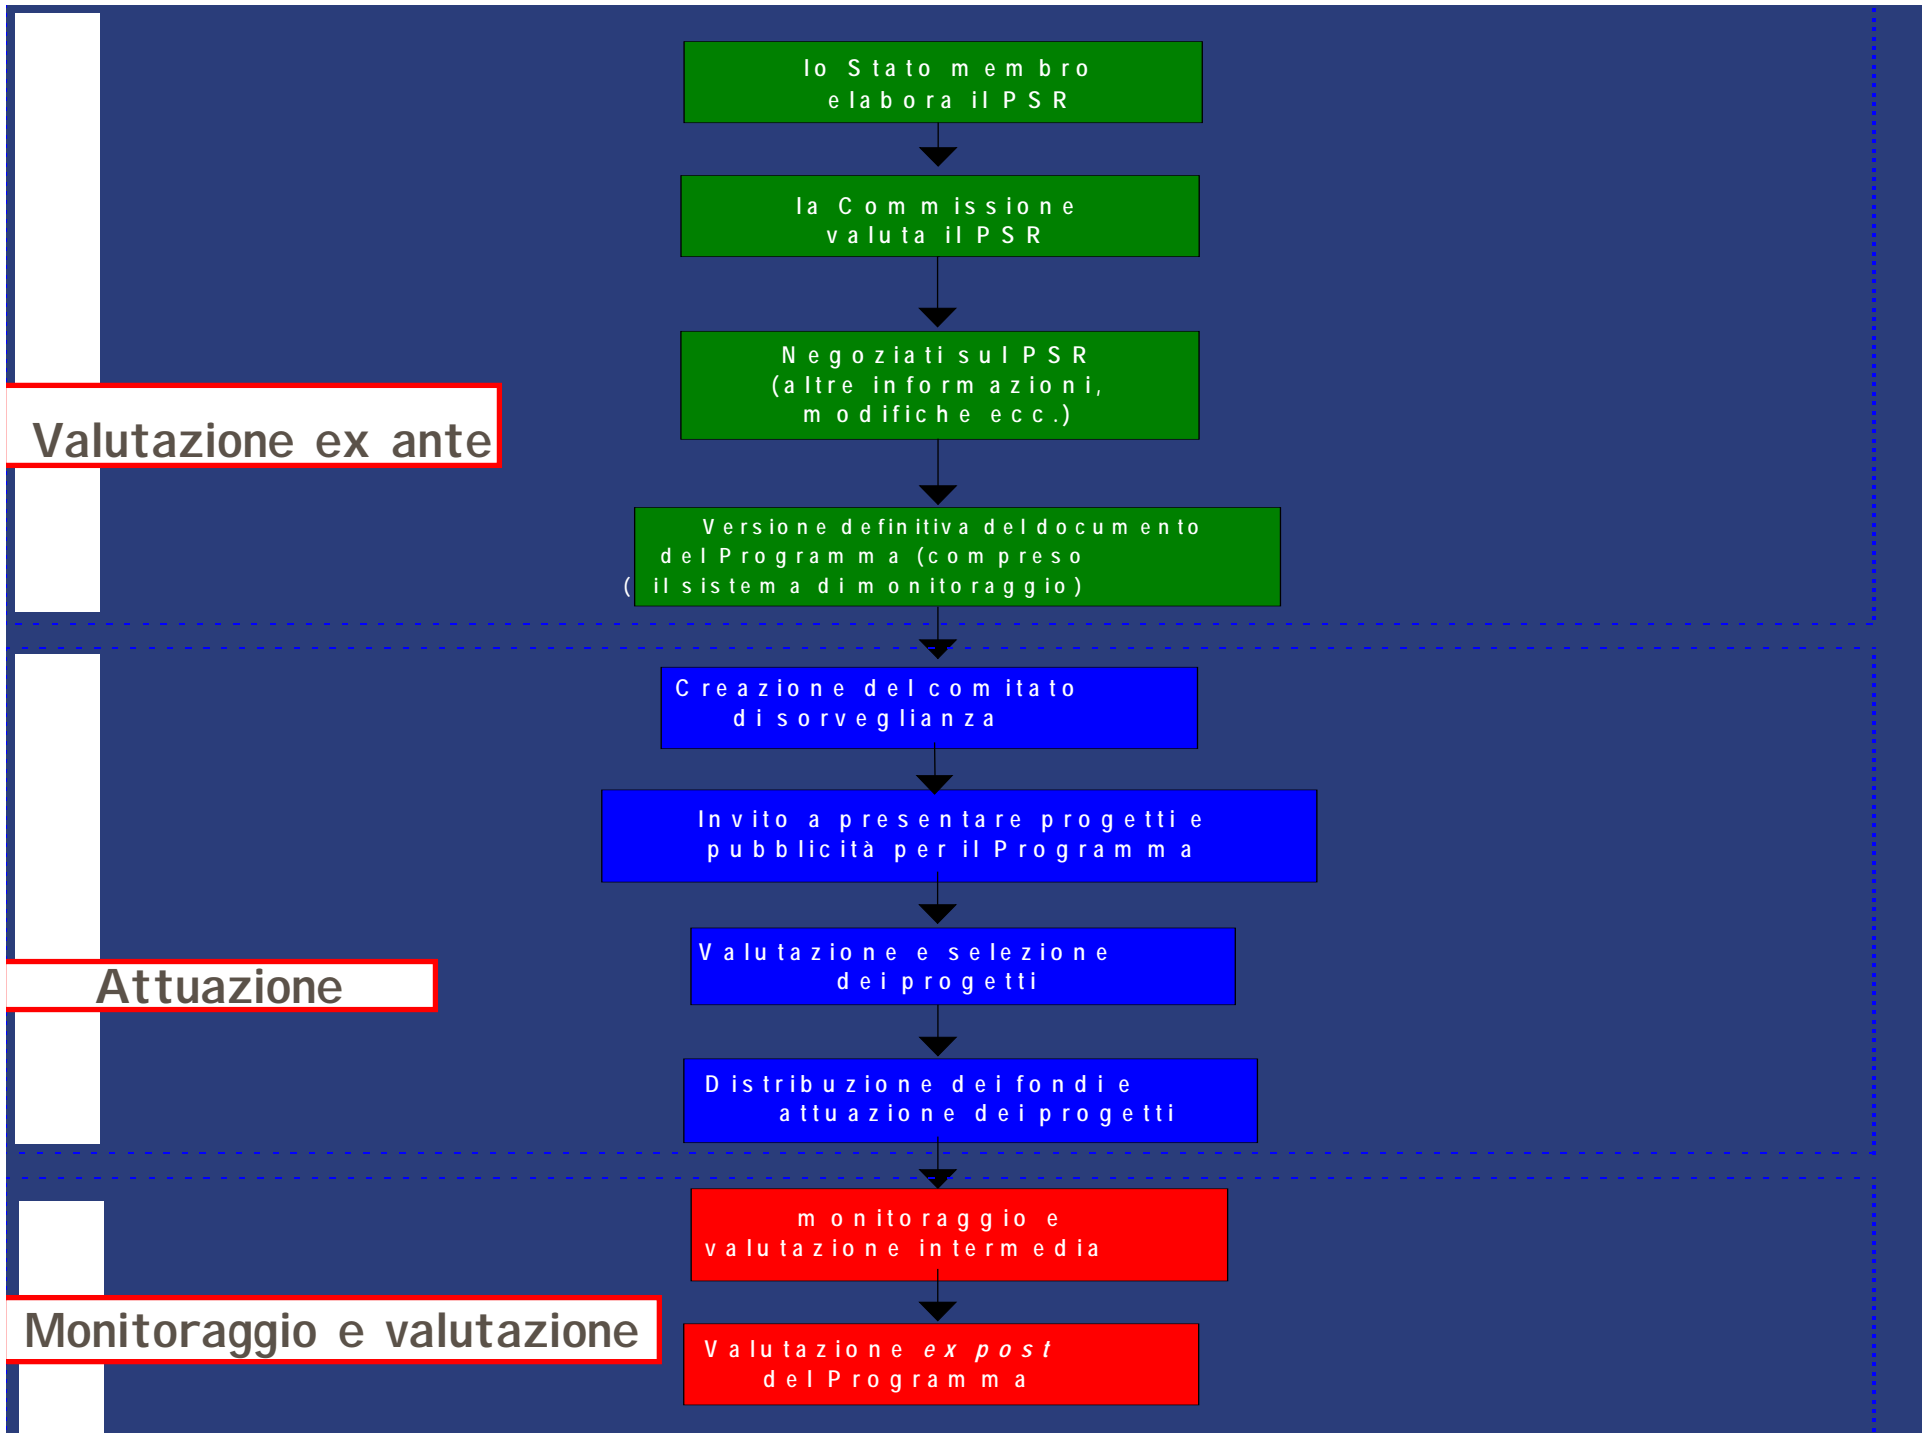 lo Stato membro
elabora il PSR
la Commissione
valuta il PSR
Negoziati sul PSR
(altre informazioni,
modifiche ecc.)
Valutazione ex ante
Versione definitiva del documento
del Programma (compreso
( il sistema di monitoraggio)
Creazione del comitato
di sorveglianza
Invito a presentare progetti e
pubblicità per il Programma
Valutazione e selezione
dei progetti
Attuazione
Distribuzione dei fondi e
attuazione dei progetti
monitoraggio e
valutazione intermedia
Monitoraggio e valutazione
Valutazione ex post
del Programma